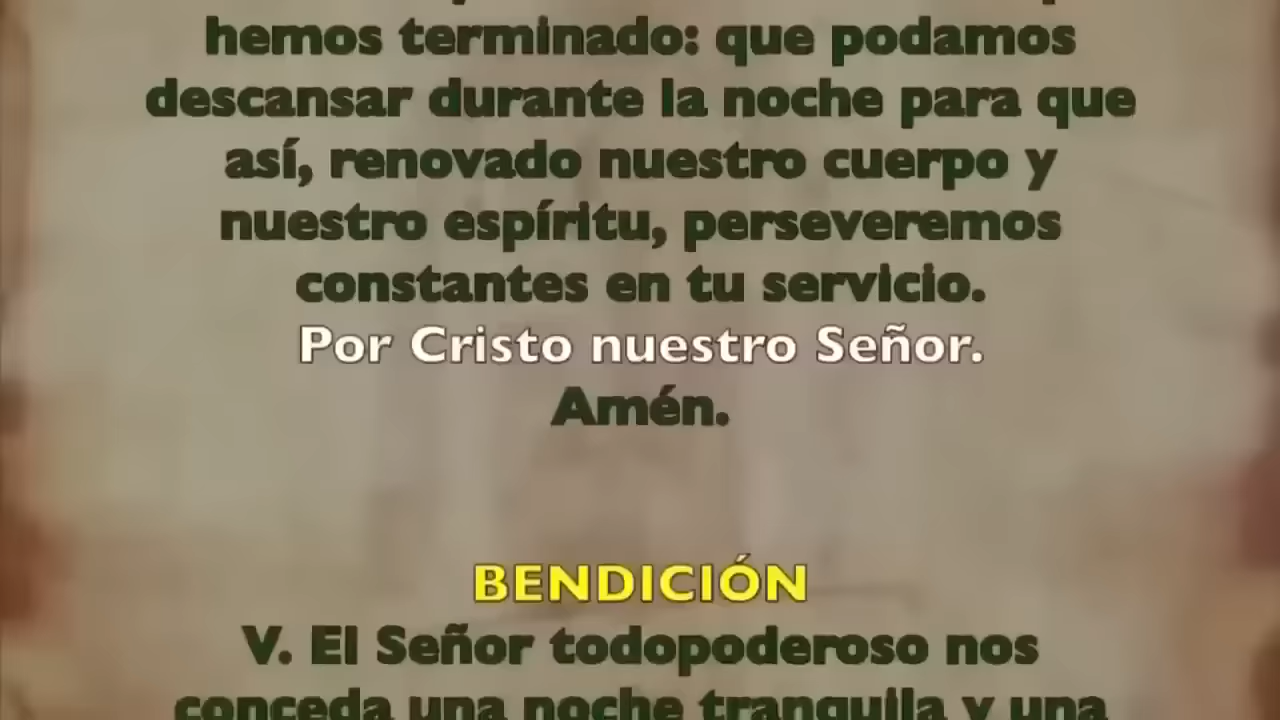 hemos terminado: que podamos
descansar durante la noche para que
así, renovado nuestro cuerpo y
nuestro espíritu, perseveremos
constantes en tu servicio.
Por Cristo nuestro Señor.
Amén.
BENDICIÓN
V. El Señor todopoderoso nos
conceda una noche tranquila y una